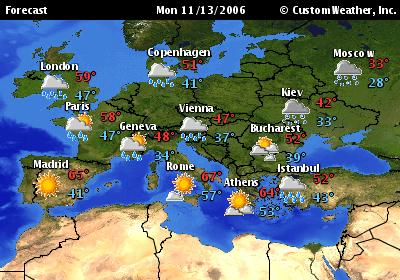 Forecast Mon 11/13/2006 © CustomWeather, Inc.
Copenhagen
51°
41°
Moscow
33°
28°
London
59°
47°
Kiev
42°
33°
Paris
58°
47°
Vienna
47°
37°
Geneva
48°
34°
Bucharest
52°
39°
Madrid
65°
41°
Rome
67°
57°
Athens
64°
53°
Istanbul
52°
43°